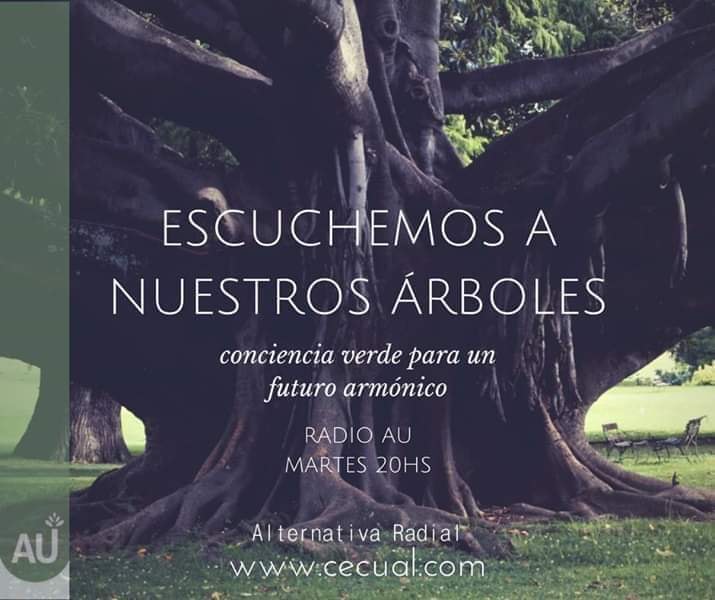 ESCUCHEMOS A
NUESTROS ÁRBOLES
conciencia verde para un
futuro armónico
RADIO AU
MARTES 20HS
Alternativa Radial
www.cecual.com
AU